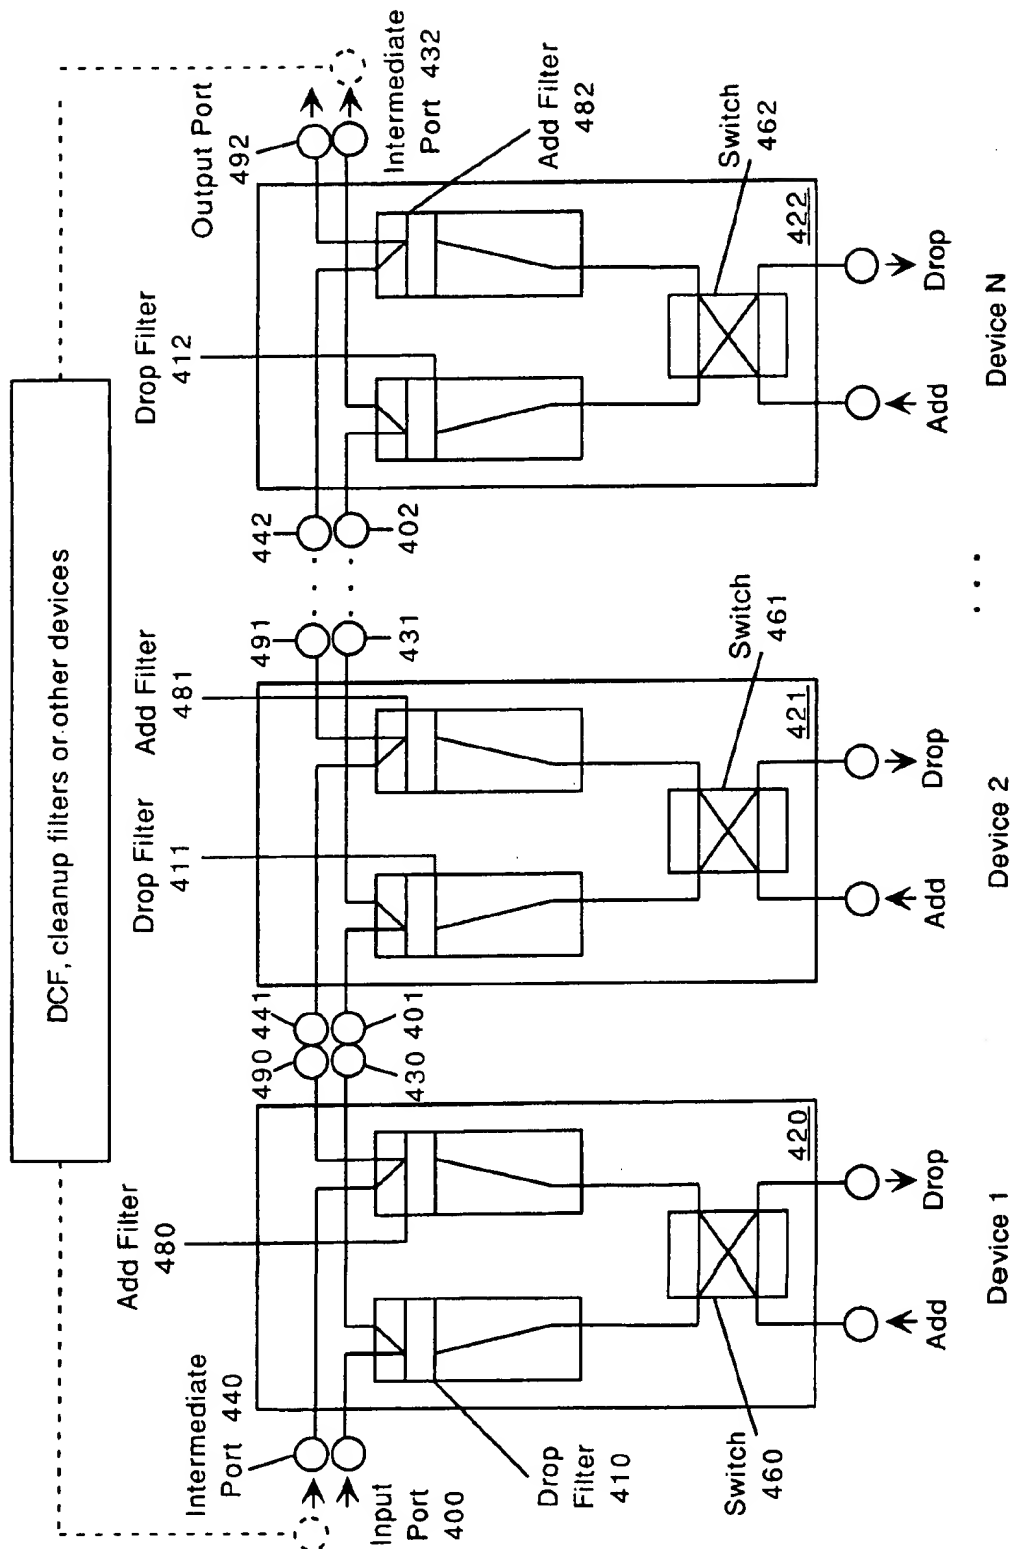 DCF, cleanup filters or other devices
Add Filter
480
Drop Filter
411
Add Filter
481
Drop Filter
412
Output Port
492
Intermediate
Port 440
490
441
491
442
Input
Port
400
430
401
431
402
Intermediate
Port 432
Drop
Filter
410
Add Filter
482
Switch
460
Switch
461
Switch
462
420
421
422
Add
Drop
Add
Drop
Add
Drop
Device 1
Device 2
. . .
Device N